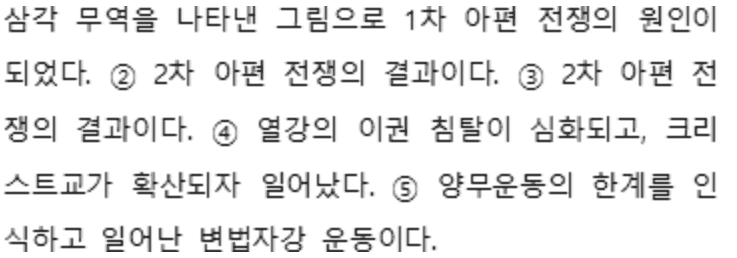 삼각 무역을 나타낸 그림으로 1차 아편 전쟁의 원인이
되었다. ② 2차 아편 전쟁의 결과이다. ③ 2차 아편 전
쟁의 결과이다. ④ 열강의 이권 침탈이 심화되고, 크리
스트교가 확산되자 일어났다. ⑤ 양무운동의 한계를 인
식하고 일어난 변법자강 운동이다.